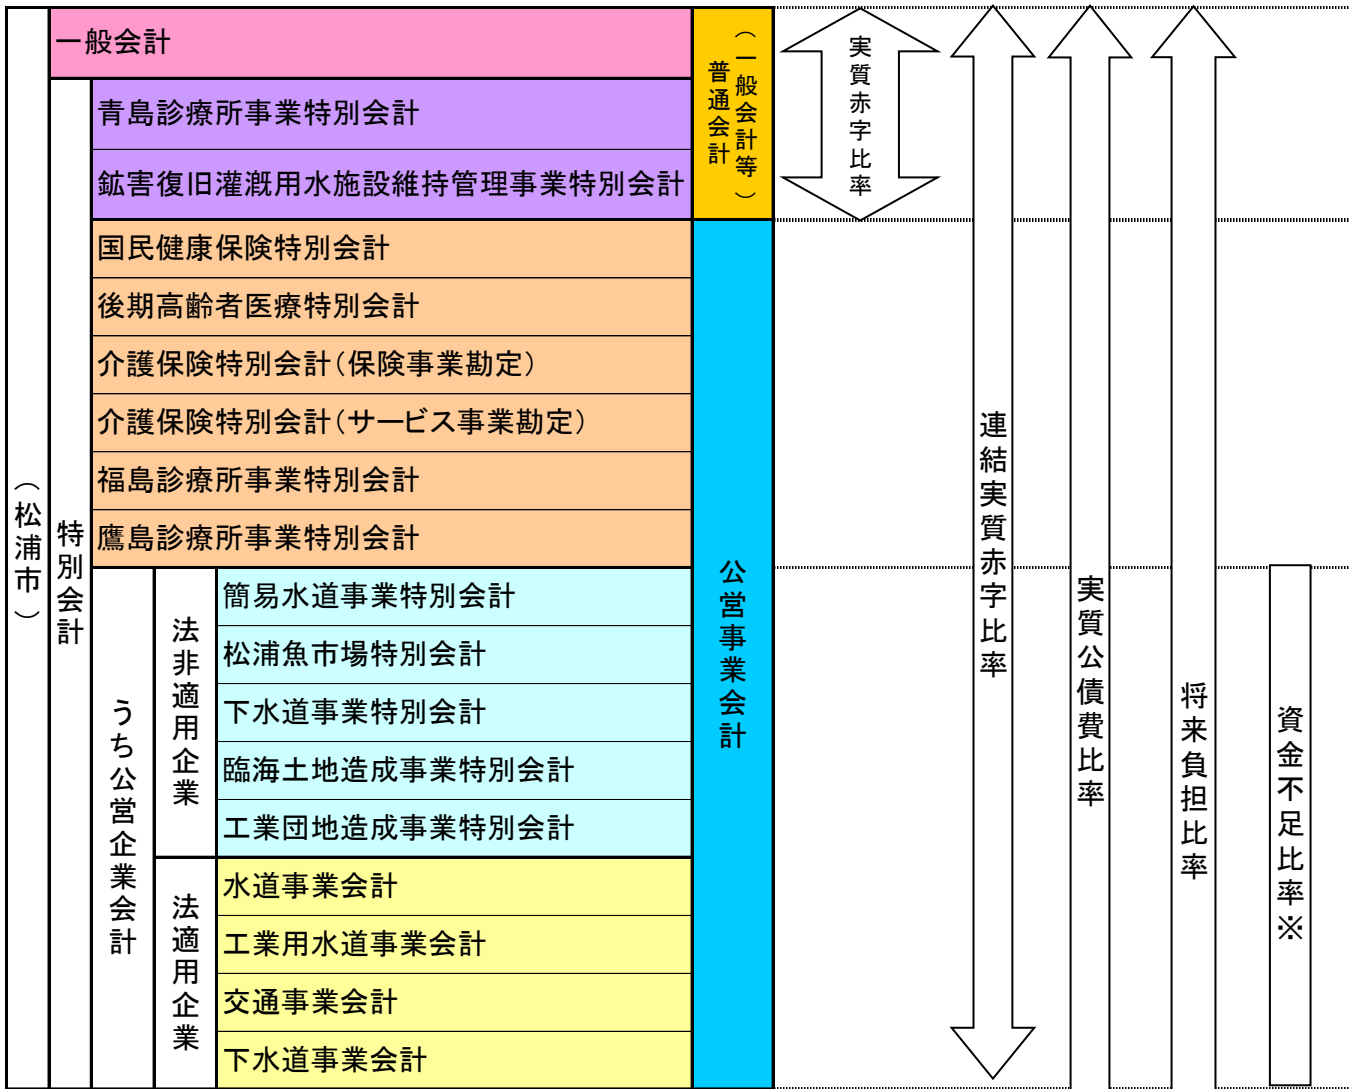 （松浦市）
一般会計
特別会計
青島診療所事業特別会計
鉱害復旧灌漑用水施設維持管理事業特別会計
国民健康保険特別会計
後期高齢者医療特別会計
介護保険特別会計(保険事業勘定)
介護保険特別会計(サービス事業勘定)
福島診療所事業特別会計
鷹島診療所事業特別会計
うち公営企業会計
法非適用企業
簡易水道事業特別会計
松浦魚市場特別会計
下水道事業特別会計
臨海土地造成事業特別会計
工業団地造成事業特別会計
法適用企業
水道事業会計
工業用水道事業会計
交通事業会計
下水道事業会計
（一般会計等）
普通会計
公営事業会計
実質赤字比率
連結実質赤字比率
実質公債費比率
将来負担比率
資金不足比率※